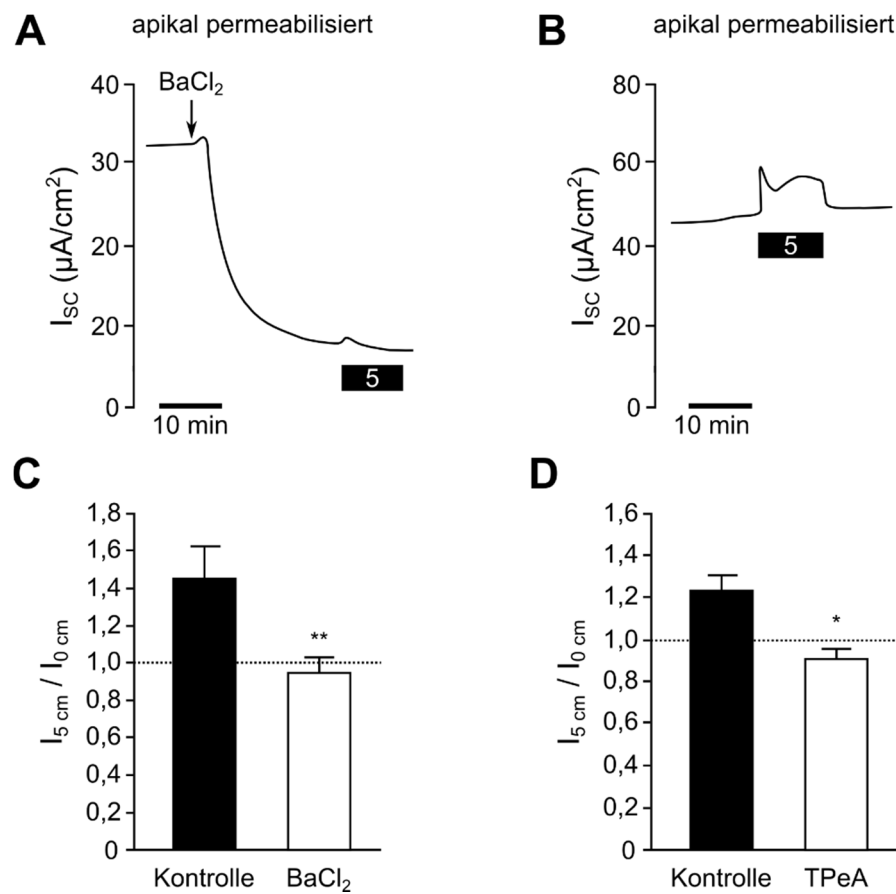 A
apikal permeabilisiert
BaCl2
40
30
20
20
0
ISC (µA/cm2)
5
10 min
B
apikal permeabilisiert
80
60
60
40
20
0
ISC (µA/cm2)
5
10 min
C
1,8
1,6
1,4
1,2
1,0
0,8
0,6
0,4
0,2
0
I5 cm / I0 cm
**
Kontrolle
BaCl2
D
1,6
1,4
1,2
1,0
0,8
0,6
0,4
0,2
0
I5 cm / I0 cm
*
Kontrolle
TPeA